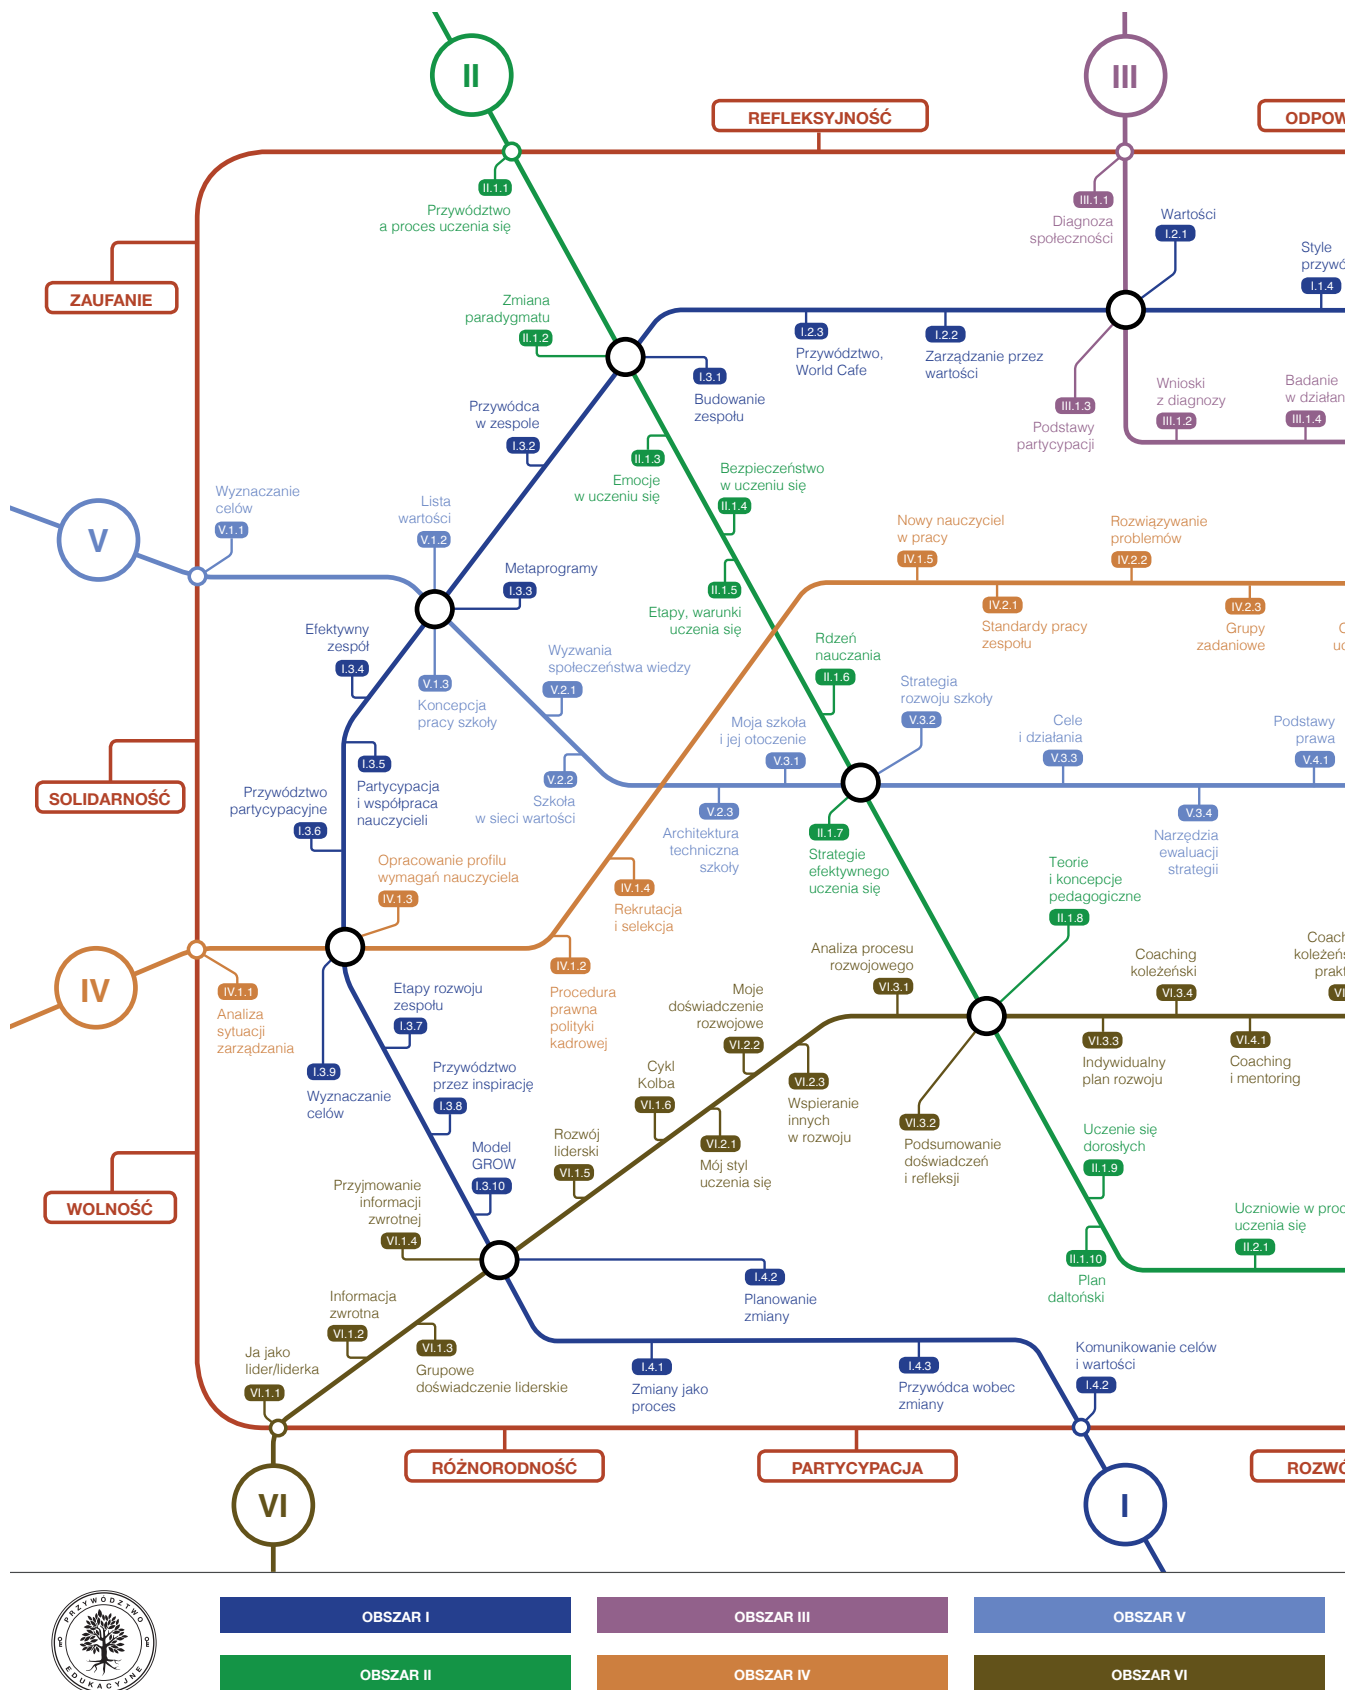 II
III
REFLEKSYJNOŚĆ
ODPOW
II.1.1
Przywództwo
a proces uczenia się
III.1.1
Diagnoza
społeczności
Wartości
I.2.1
Style
przywó
I.1.4
ZAUFANIE
Zmiana
paradygmatu
II.1.2
I.2.3
Przywództwo,
World Cafe
I.2.2
Zarządzanie przez
wartości
I.3.1
Budowanie
zespołu
Przywódca
w zespole
I.3.2
III.1.3
Podstawy
partycypacji
Wnioski
z diagnozy
III.1.2
Badanie
w działan
III.1.4
II.1.3
Emocje
w uczeniu się
Bezpieczeństwo
w uczeniu się
II.1.4
V
Wyznaczanie
celów
V.1.1
Lista
wartości
V.1.2
Nowy nauczyciel
w pracy
IV.1.5
Rozwiązywanie
problemów
IV.2.2
Metaprogramy
I.3.3
II.1.5
Etapy, warunki
uczenia się
IV.2.1
Standardy pracy
zespołu
IV.2.3
Grupy
zadaniowe
Efektywny
zespół
I.3.4
V.1.3
Koncepcja
pracy szkoły
Wyzwania
społeczeństwa wiedzy
V.2.1
Rdzeń
nauczania
II.1.6
Strategia
rozwoju szkoły
V.3.2
Moja szkoła
i jej otoczenie
V.3.1
Cele
i działania
V.3.3
Podstawy
prawa
V.4.1
SOLIDARNOŚĆ
I.3.5
Partycypacja
i współpraca
nauczycieli
Przywództwo
partycypacyjne
I.3.6
V.2.2
Szkoła
w sieci wartości
V.2.3
Architektura
techniczna
szkoły
II.1.7
Strategie
efektywnego
uczenia się
V.3.4
Narzędzia
ewaluacji
strategii
Opracowanie profilu
wymagań nauczyciela
IV.1.3
IV.1.4
Rekrutacja
i selekcja
Teorie
i koncepcje
pedagogiczne
II.1.8
IV
IV.1.1
Analiza
sytuacji
zarządzania
IV.1.2
Procedura
prawna
polityki
kadrowej
Analiza procesu
rozwojowego
VI.3.1
Coaching
koleżeński
VI.3.4
Coach
koleżeńs
prakt
VI
Etapy rozwoju
zespołu
I.3.7
Moje
doświadczenie
rozwojowe
VI.2.2
VI.3.3
Indywidualny
plan rozwoju
VI.4.1
Coaching
i mentoring
I.3.9
Wyznaczanie
celów
Przywództwo
przez inspirację
I.3.8
Cykl
Kolba
VI.1.6
VI.2.3
Wspieranie
innych
w rozwoju
VI.3.2
Podsumowanie
doświadczeń
i refleksji
Rozwój
liderski
VI.1.5
VI.2.1
Mój styl
uczenia się
Model
GROW
I.3.10
Uczenie się
dorosłych
II.1.9
WOLNOŚĆ
Przyjmowanie
informacji
zwrotnej
VI.1.4
Uczniowie w proc
uczenia się
II.2.1
II.1.10
Plan
daltoński
I.4.2
Planowanie
zmiany
Informacja
zwrotna
VI.1.2
VI.1.3
Grupowe
doświadczenie liderskie
Ja jako
lider/liderka
VI.1.1
I.4.1
Zmiany jako
proces
I.4.3
Przywódca wobec
zmiany
Komunikowanie celów
i wartości
I.4.2
RÓŻNORODNOŚĆ
PARTYCYPACJA
ROZWÓ
VI
I
PRZYWÓDZTWO
EDUKACYJNE
OBSZAR I
OBSZAR III
OBSZAR V
OBSZAR II
OBSZAR IV
OBSZAR VI